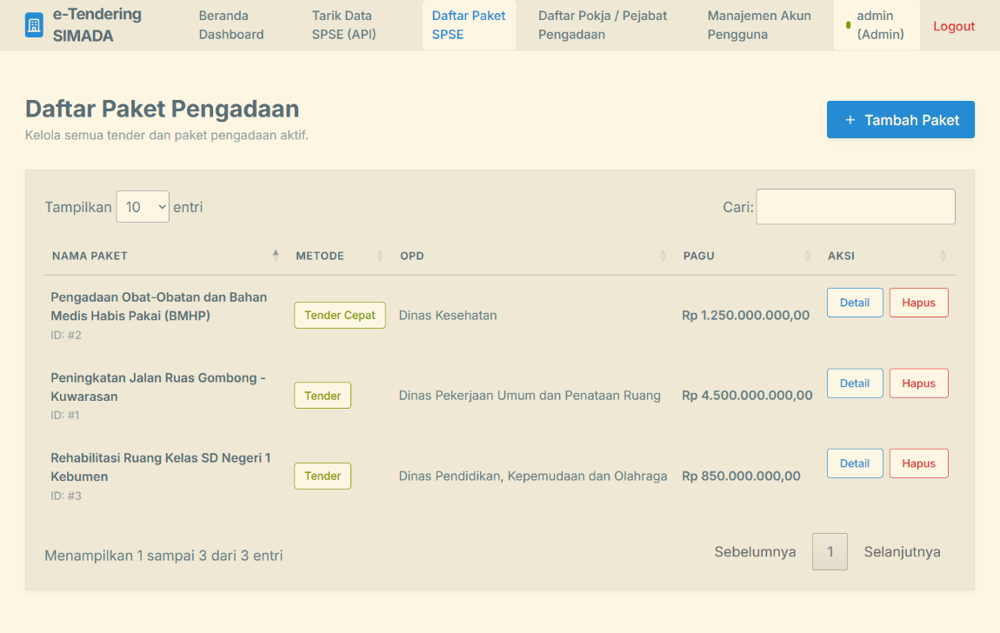 e-Tendering
SIMADA
Beranda
Dashboard
Tarik Data
SPSE (API)
Daftar Paket
SPSE
Daftar Pokja / Pejabat
Pengadaan
Manajemen Akun
Pengguna
admin
(Admin)
Logout
Daftar Paket Pengadaan
Kelola semua tender dan paket pengadaan aktif.
+ Tambah Paket
Tampilkan 10 entri
Cari:
NAMA PAKET METODE OPD PAGU AKSI
Pengadaan Obat-Obatan dan Bahan
Medis Habis Pakai (BMHP)
ID: #2
Tender Cepat
Dinas Kesehatan
Rp 1.250.000.000,00
Detail Hapus
Peningkatan Jalan Ruas Gombong -
Kuwarasan
ID: #1
Tender
Dinas Pekerjaan Umum dan Penataan Ruang
Rp 4.500.000.000,00
Detail Hapus
Rehabilitasi Ruang Kelas SD Negeri 1
Kebumen
ID: #3
Tender
Dinas Pendidikan, Kepemudaan dan Olahraga
Rp 850.000.000,00
Detail Hapus
Menampilkan 1 sampai 3 dari 3 entri
Sebelumnya 1 Selanjutnya